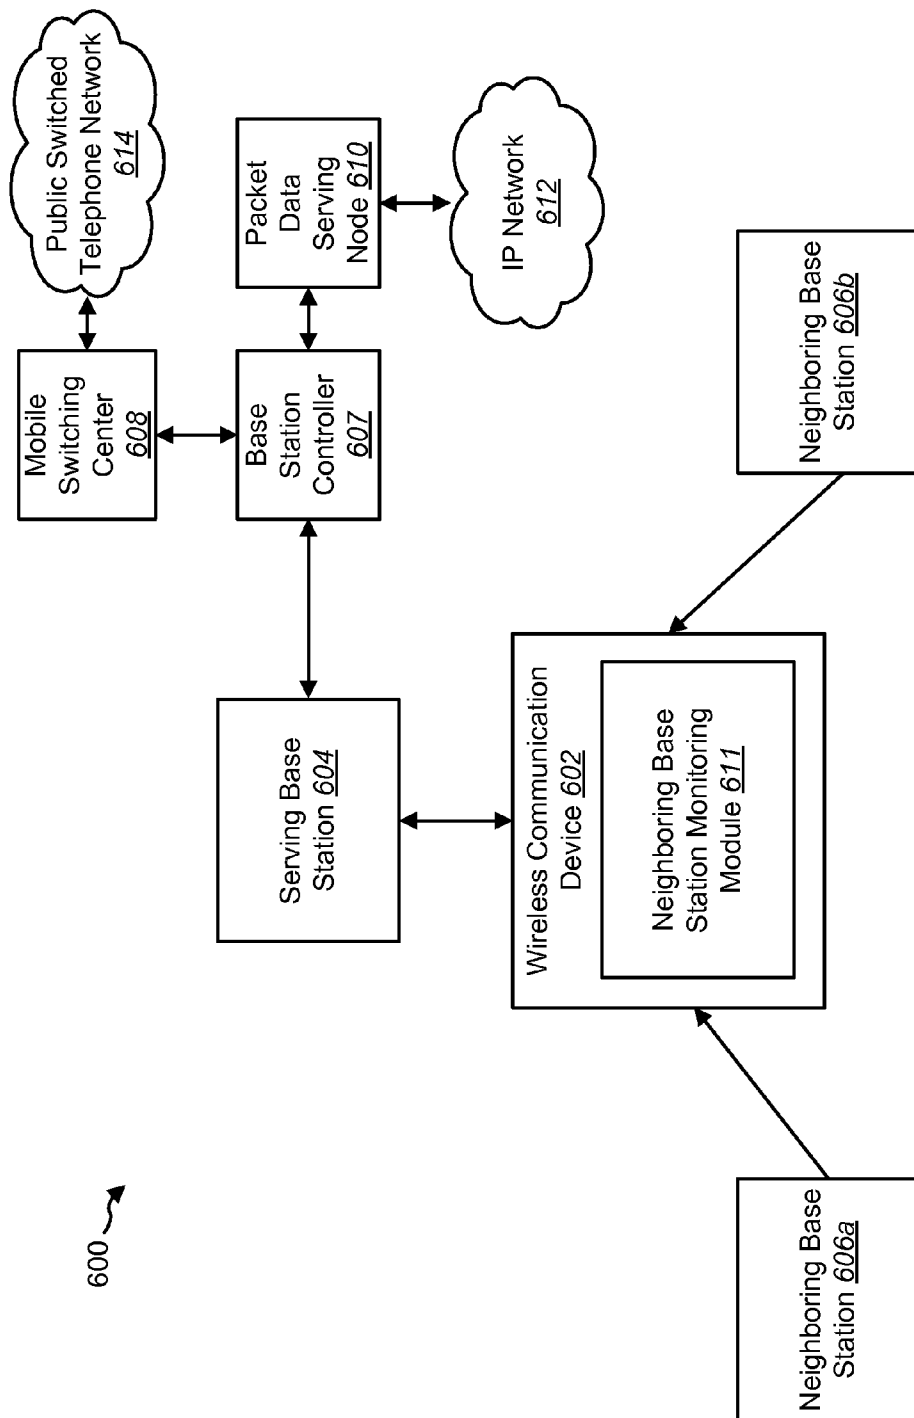 600
Public Switched
Telephone Network
614
Mobile
Switching
Center
608
Base
Station
Controller
607
Packet
Data
Serving
Node 610
IP Network
612
Serving Base
Station 604
Wireless Communication
Device 602
Neighboring Base
Station Monitoring
Module 611
Neighboring Base
Station 606a
Neighboring Base
Station 606b